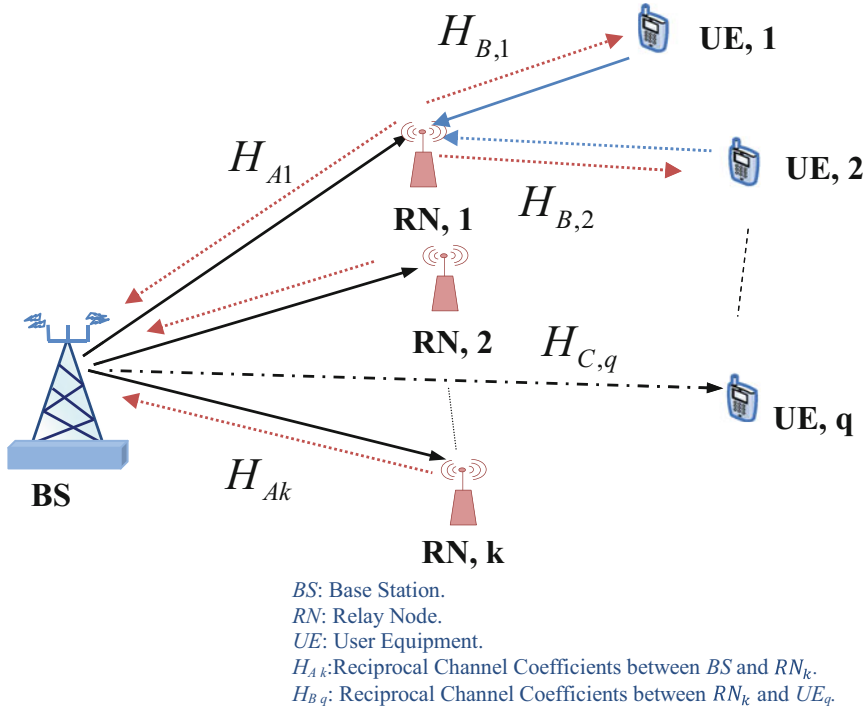 H_{B,1}
UE, 1
H_{A1}
UE, 2
RN, 1
H_{B,2}
RN, 2
H_{C,q}
UE, q
BS
H_{Ak}
RN, k
BS: Base Station.
RN: Relay Node.
UE: User Equipment.
H_{A k}:Reciprocal Channel Coefficients between BS and RN_k.
H_{B q}: Reciprocal Channel Coefficients between RN_k and UE_q.